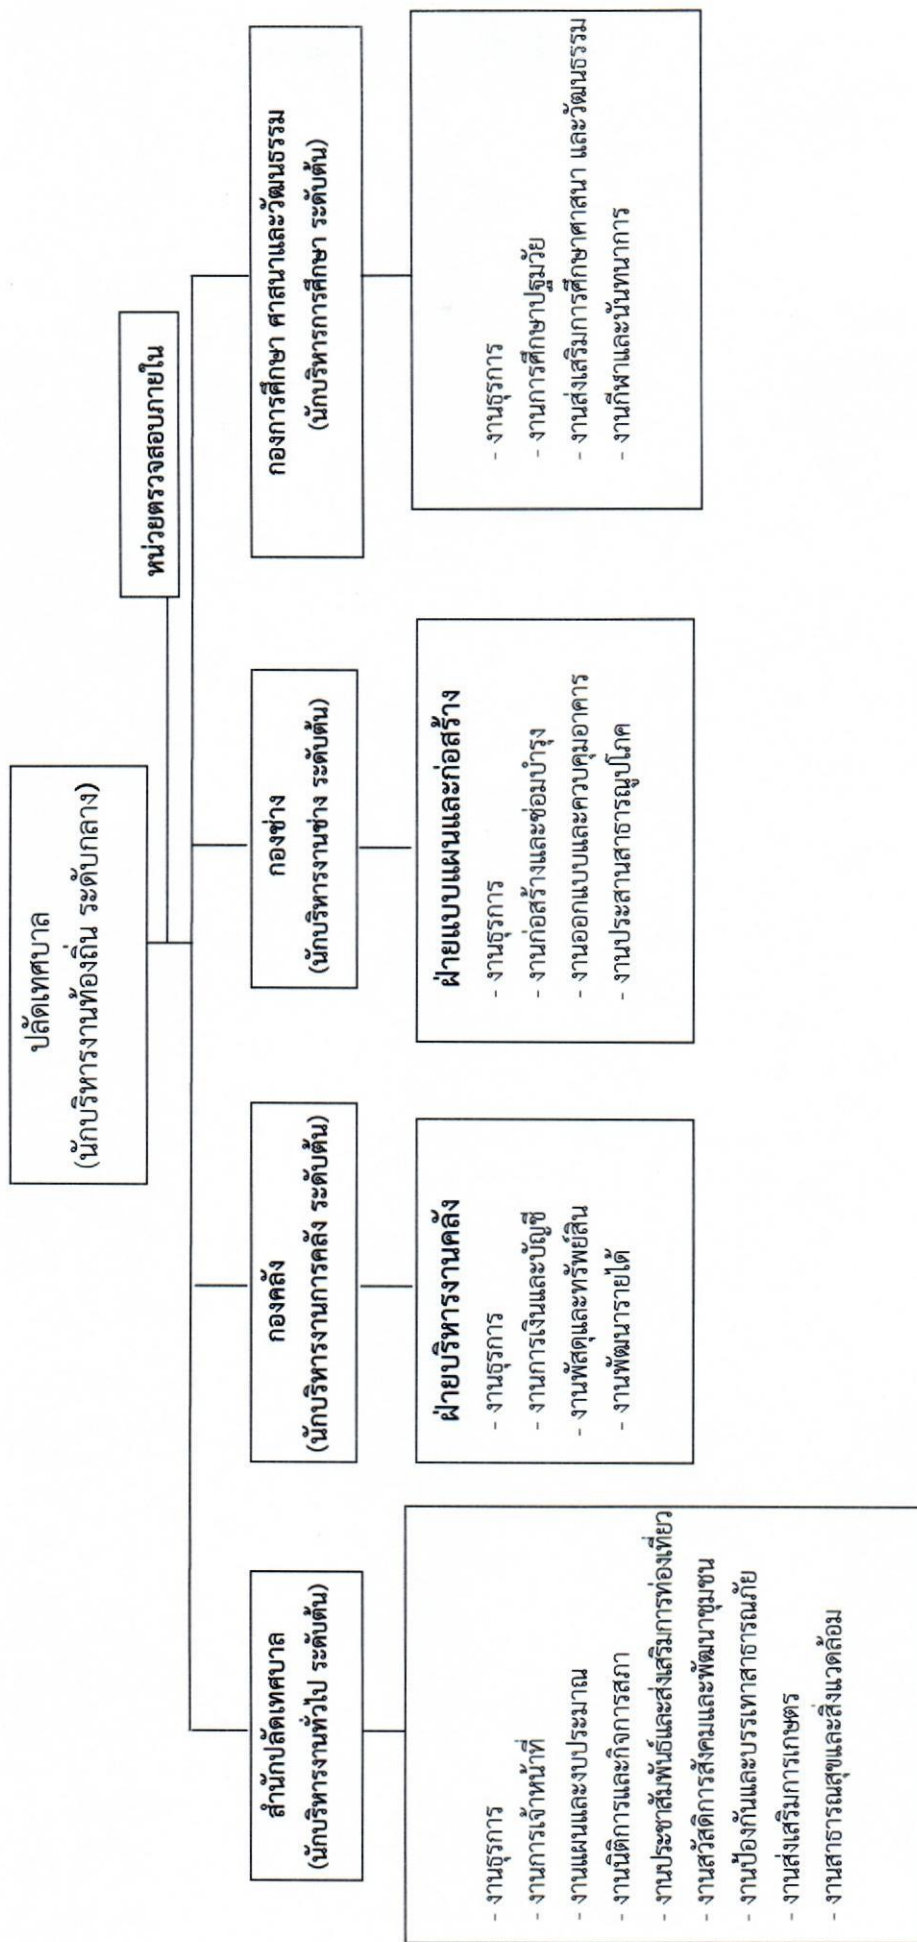 ปลัดเทศบาล
(นักบริหารงานท้องถิ่น ระดับกลาง)
หน่วยตรวจสอบภายใน
สำนักปลัดเทศบาล
(นักบริหารงานทั่วไป ระดับต้น)
- งานธุรการ
- งานการเจ้าหน้าที่
- งานแผนและงบประมาณ
- งานนิติการและกิจการสภา
- งานประชาสัมพันธ์และส่งเสริมการท่องเที่ยว
- งานสวัสดิการสังคมและพัฒนาชุมชน
- งานป้องกันและบรรเทาสาธารณภัย
- งานส่งเสริมการเกษตร
- งานสาธารณสุขและสิ่งแวดล้อม
กองคลัง
(นักบริหารงานการคลัง ระดับต้น)
ฝ่ายบริหารงานคลัง
- งานธุรการ
- งานการเงินและบัญชี
- งานพัสดุและทรัพย์สิน
- งานพัฒนารายได้
กองช่าง
(นักบริหารงานช่าง ระดับต้น)
ฝ่ายแบบแผนและก่อสร้าง
- งานธุรการ
- งานก่อสร้างและซ่อมบำรุง
- งานออกแบบและควบคุมอาคาร
- งานประสานสาธารณูปโภค
กองการศึกษา ศาสนาและวัฒนธรรม
(นักบริหารการศึกษา ระดับต้น)
- งานธุรการ
- งานการศึกษาปฐมวัย
- งานส่งเสริมการศึกษาศาสนา และวัฒนธรรม
- งานกีฬาและนันทนาการ